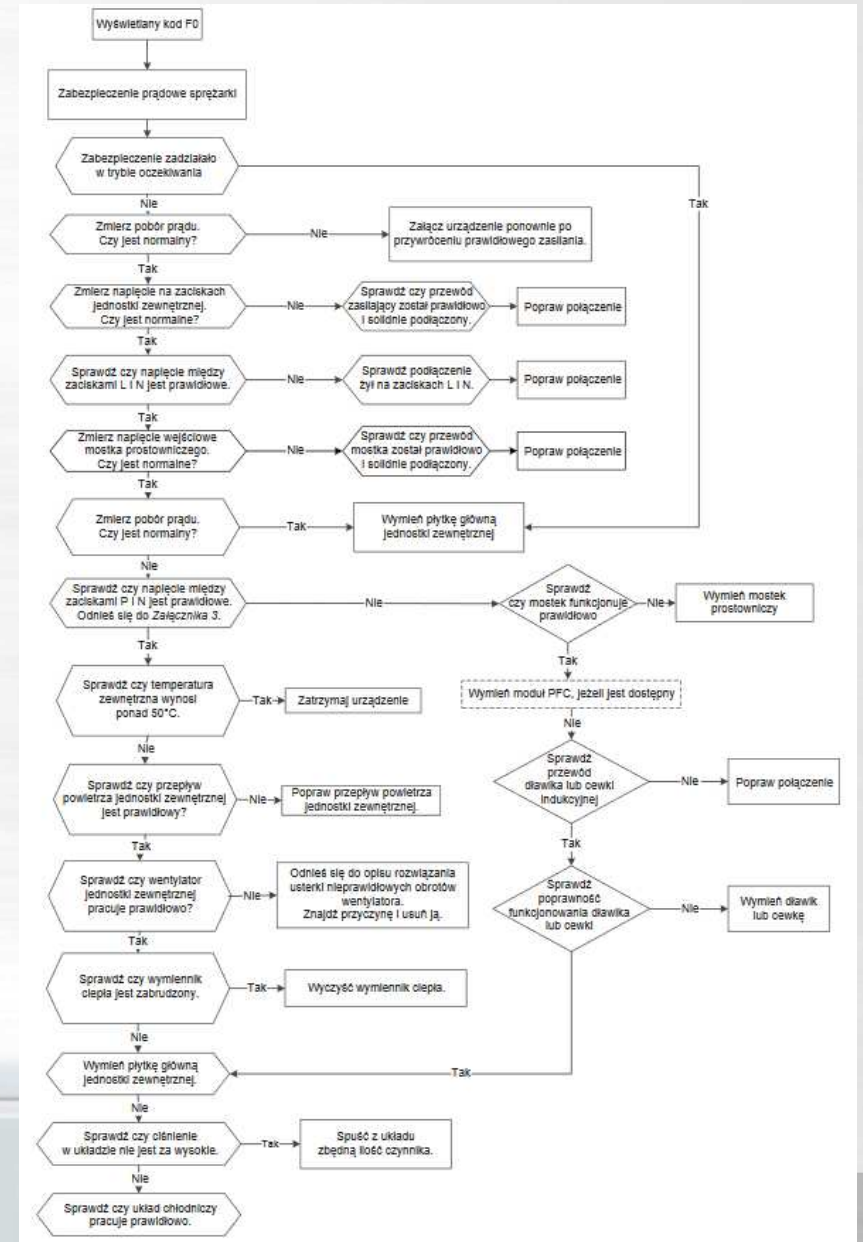 Wyświetlany kod F0
Zabezpieczenie prądowe sprężarki
Zabezpieczenie zadziałało
w trybie oczekiwania
Tak
Nie
Zmierz pobór prądu.
Czy jest normalny?
Nie
Załącz urządzenie ponownie po
przywróceniu prawidłowego zasilania.
Tak
Zmierz napięcie na zaciskach
jednostki zewnętrznej.
Czy jest normalne?
Nie
Sprawdź czy przewód
zasilający został prawidłowo
i solidnie podłączony.
Popraw połączenie
Tak
Sprawdź czy napięcie między
zaciskami L i N jest prawidłowe.
Nie
Sprawdź podłączenie
żył na zaciskach L i N.
Popraw połączenie
Tak
Zmierz napięcie wejściowe
mostka prostowniczego.
Czy jest normalne?
Nie
Sprawdź czy przewód
mostka został prawidłowo
i solidnie podłączony.
Popraw połączenie
Tak
Zmierz pobór prądu.
Czy jest normalny?
Tak
Wymień płytkę główną
jednostki zewnętrznej
Nie
Sprawdź czy napięcie między
zaciskami P i N jest prawidłowe.
Odnieś się do Załącznika 3.
Nie
Sprawdź
czy mostek funkcjonuje
prawidłowo
Nie
Wymień mostek
prostowniczy
Tak
Tak
Sprawdź czy temperatura
zewnętrzna wynosi
ponad 50°C.
Tak
Zatrzymaj urządzenie
Wymień moduł PFC, jeżeli jest dostępny
Nie
Nie
Sprawdź czy przepływ
powietrza jednostki zewnętrznej
jest prawidłowy?
Nie
Popraw przepływ powietrza
jednostki zewnętrznej.
Sprawdź
przewód
dławika lub cewki
indukcyjnej
Nie
Popraw połączenie
Tak
Tak
Sprawdź czy wentylator
jednostki zewnętrznej
pracuje prawidłowo?
Nie
Odnieś się do opisu rozwiązania
usterki nieprawidłowych obrotów
wentylatora.
Znajdź przyczynę i usuń ją.
Sprawdź
poprawność
funkcjonowania dławika
lub cewki
Nie
Wymień dławik
lub cewkę
Tak
Sprawdź czy wymiennik
ciepła jest zabrudzony.
Tak
Wyczyść wymiennik ciepła.
Nie
Wymień płytkę główną
jednostki zewnętrznej.
Tak
Nie
Sprawdź czy ciśnienie
w układzie nie jest za wysokie.
Tak
Spuść z układu
zbędną ilość czynnika.
Nie
Sprawdź czy układ chłodniczy
pracuje prawidłowo.